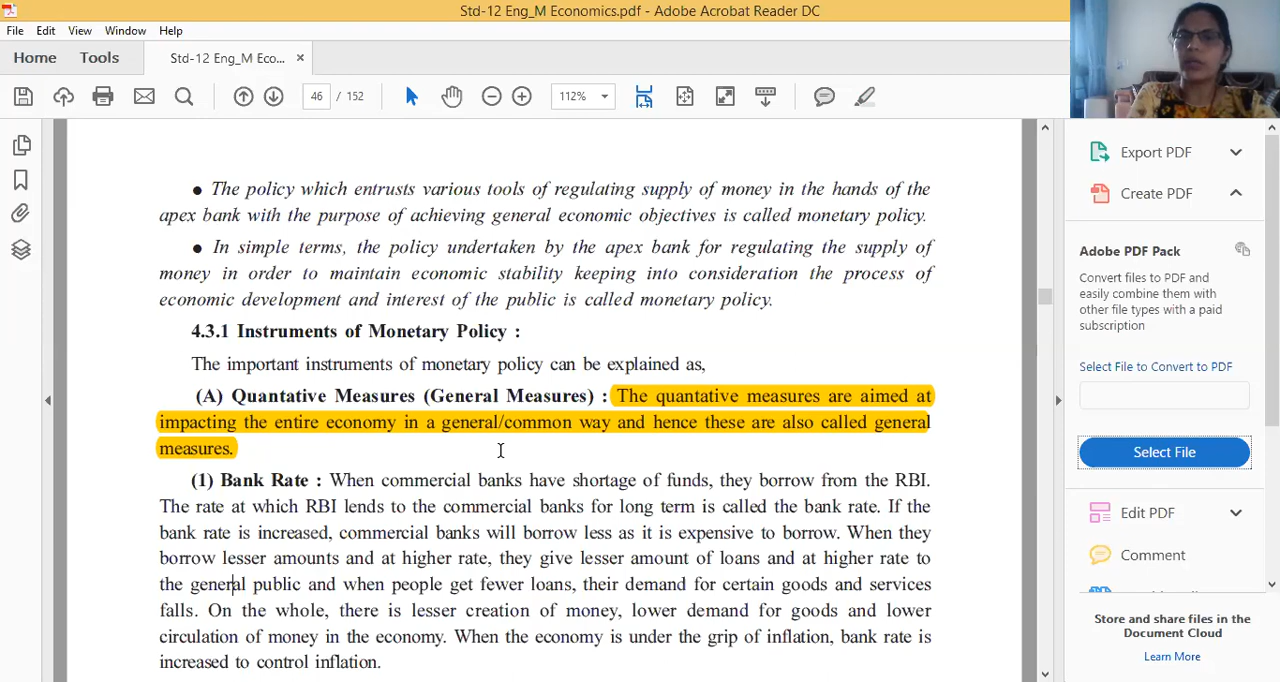 Std-12 Eng_M Economics.pdf - Adobe Acrobat Reader DC
File Edit View Window Help
Home Tools Std-12 Eng_M Eco... ×
46 / 152 112%
● The policy which entrusts various tools of regulating supply of money in the hands of the
apex bank with the purpose of achieving general economic objectives is called monetary policy.
● In simple terms, the policy undertaken by the apex bank for regulating the supply of
money in order to maintain economic stability keeping into consideration the process of
economic development and interest of the public is called monetary policy.
4.3.1 Instruments of Monetary Policy :
The important instruments of monetary policy can be explained as,
(A) Quantative Measures (General Measures) : The quantative measures are aimed at
impacting the entire economy in a general/common way and hence these are also called general
measures.
(1) Bank Rate : When commercial banks have shortage of funds, they borrow from the RBI.
The rate at which RBI lends to the commercial banks for long term is called the bank rate. If the
bank rate is increased, commercial banks will borrow less as it is expensive to borrow. When they
borrow lesser amounts and at higher rate, they give lesser amount of loans and at higher rate to
the general public and when people get fewer loans, their demand for certain goods and services
falls. On the whole, there is lesser creation of money, lower demand for goods and lower
circulation of money in the economy. When the economy is under the grip of inflation, bank rate is
increased to control inflation.
Export PDF
Create PDF
Adobe PDF Pack
Convert files to PDF and
easily combine them with
other file types with a paid
subscription
Select File to Convert to PDF
Select File
Edit PDF
Comment
Store and share files in the
Document Cloud
Learn More